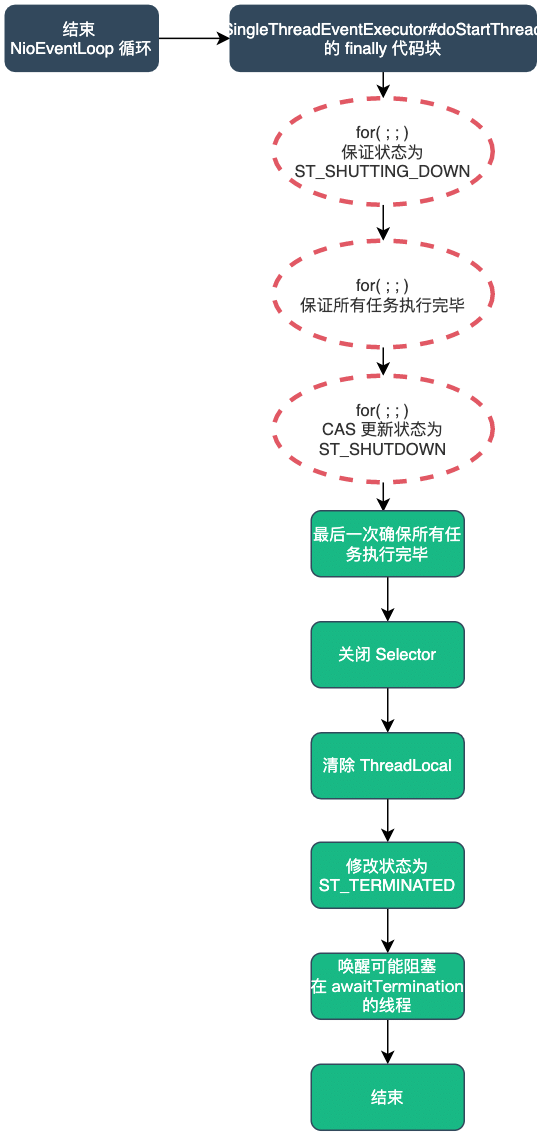 结束
NioEventLoop 循环
SingleThreadEventExecutor#doStartThread
的 finally 代码块
for( ; ; )
保证状态为
ST_SHUTTING_DOWN
for( ; ; )
保证所有任务执行完毕
for( ; ; )
CAS 更新状态为
ST_SHUTDOWN
最后一次确保所有任
务执行完毕
关闭 Selector
清除 ThreadLocal
修改状态为
ST_TERMINATED
唤醒可能阻塞
在 awaitTermination
的线程
结束